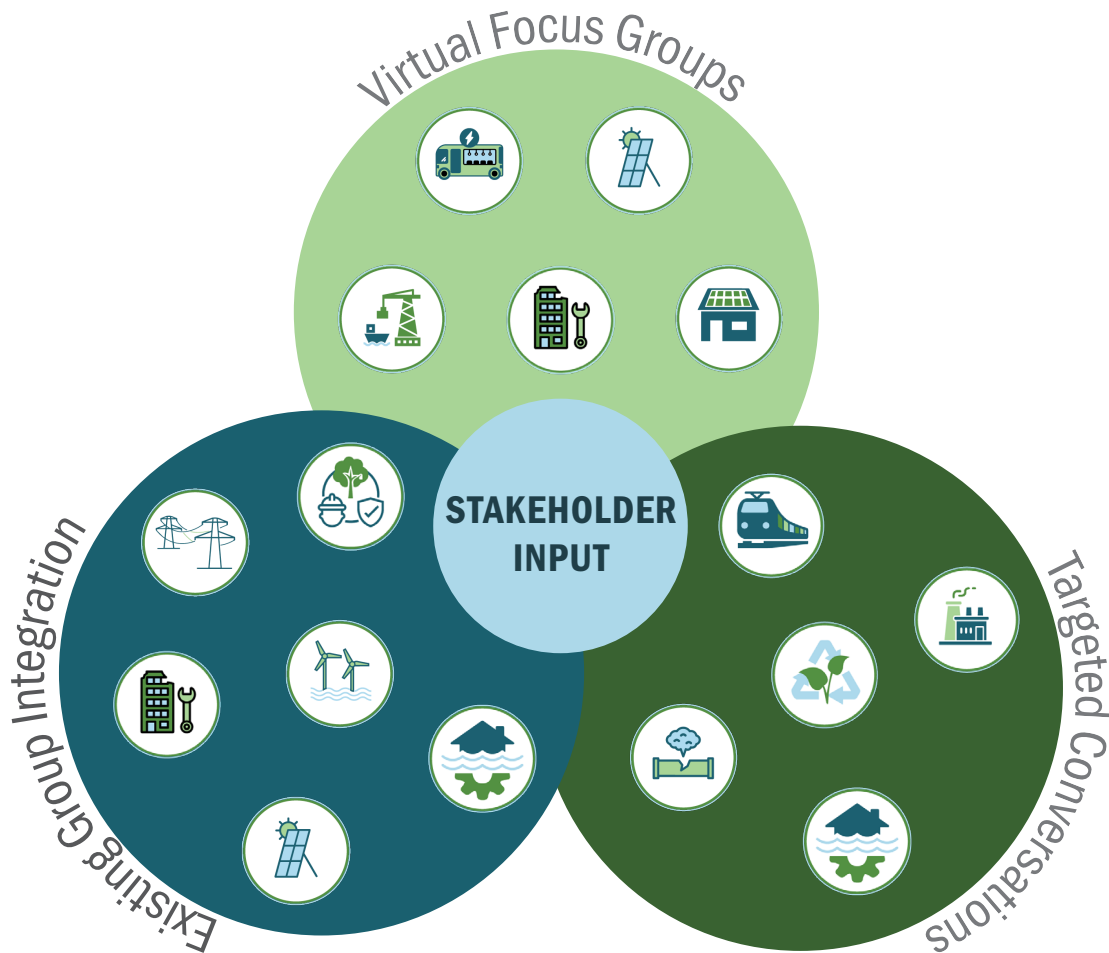 Virtual Focus Groups
STAKEHOLDER
INPUT
Existing Group Integration
Targeted Conversations